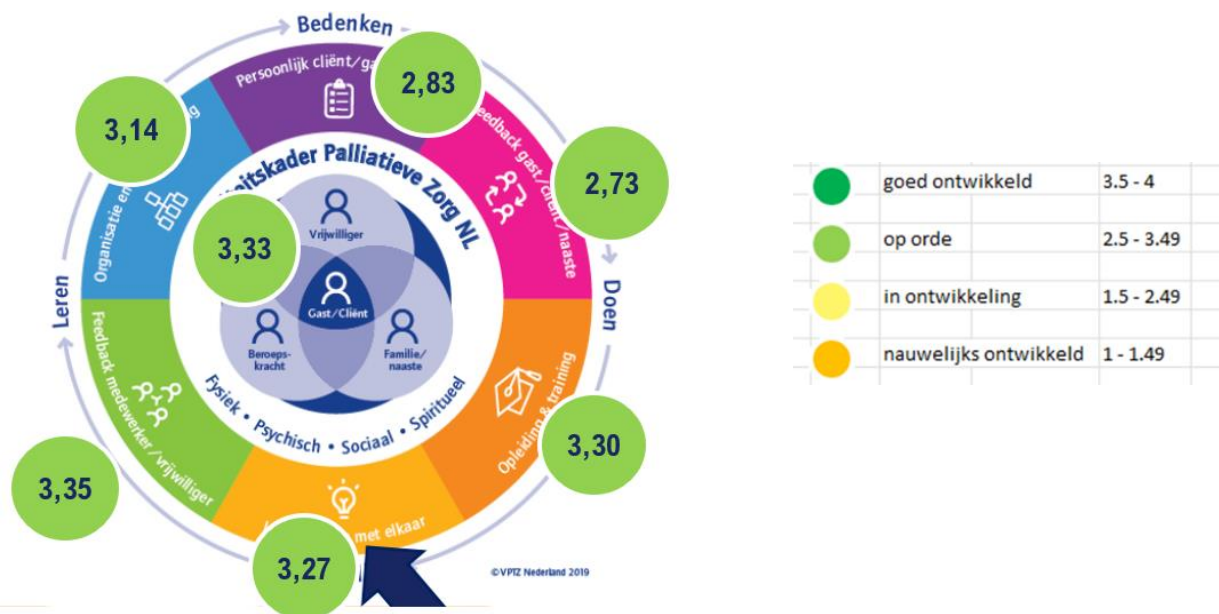 Bedenken
Persoonlijk cliënt/
2,83
3,14
Organisatie en
feedback gast/cliënt/naaste
2,73
Palliatieve Zorg NL
Vrijwilliger
3,33
Gast/Cliënt
Beroeps-
kracht
Familie/
naaste
Leren
Doen
Fysiek • Psychisch • Sociaal • Spiritueel
Feedback medewerker/vrijwilliger
Opleiding & training
3,35
3,30
met elkaar
3,27
©VPTZ Nederland 2019
goed ontwikkeld 3.5 - 4
op orde 2.5 - 3.49
in ontwikkeling 1.5 - 2.49
nauwelijks ontwikkeld 1 - 1.49